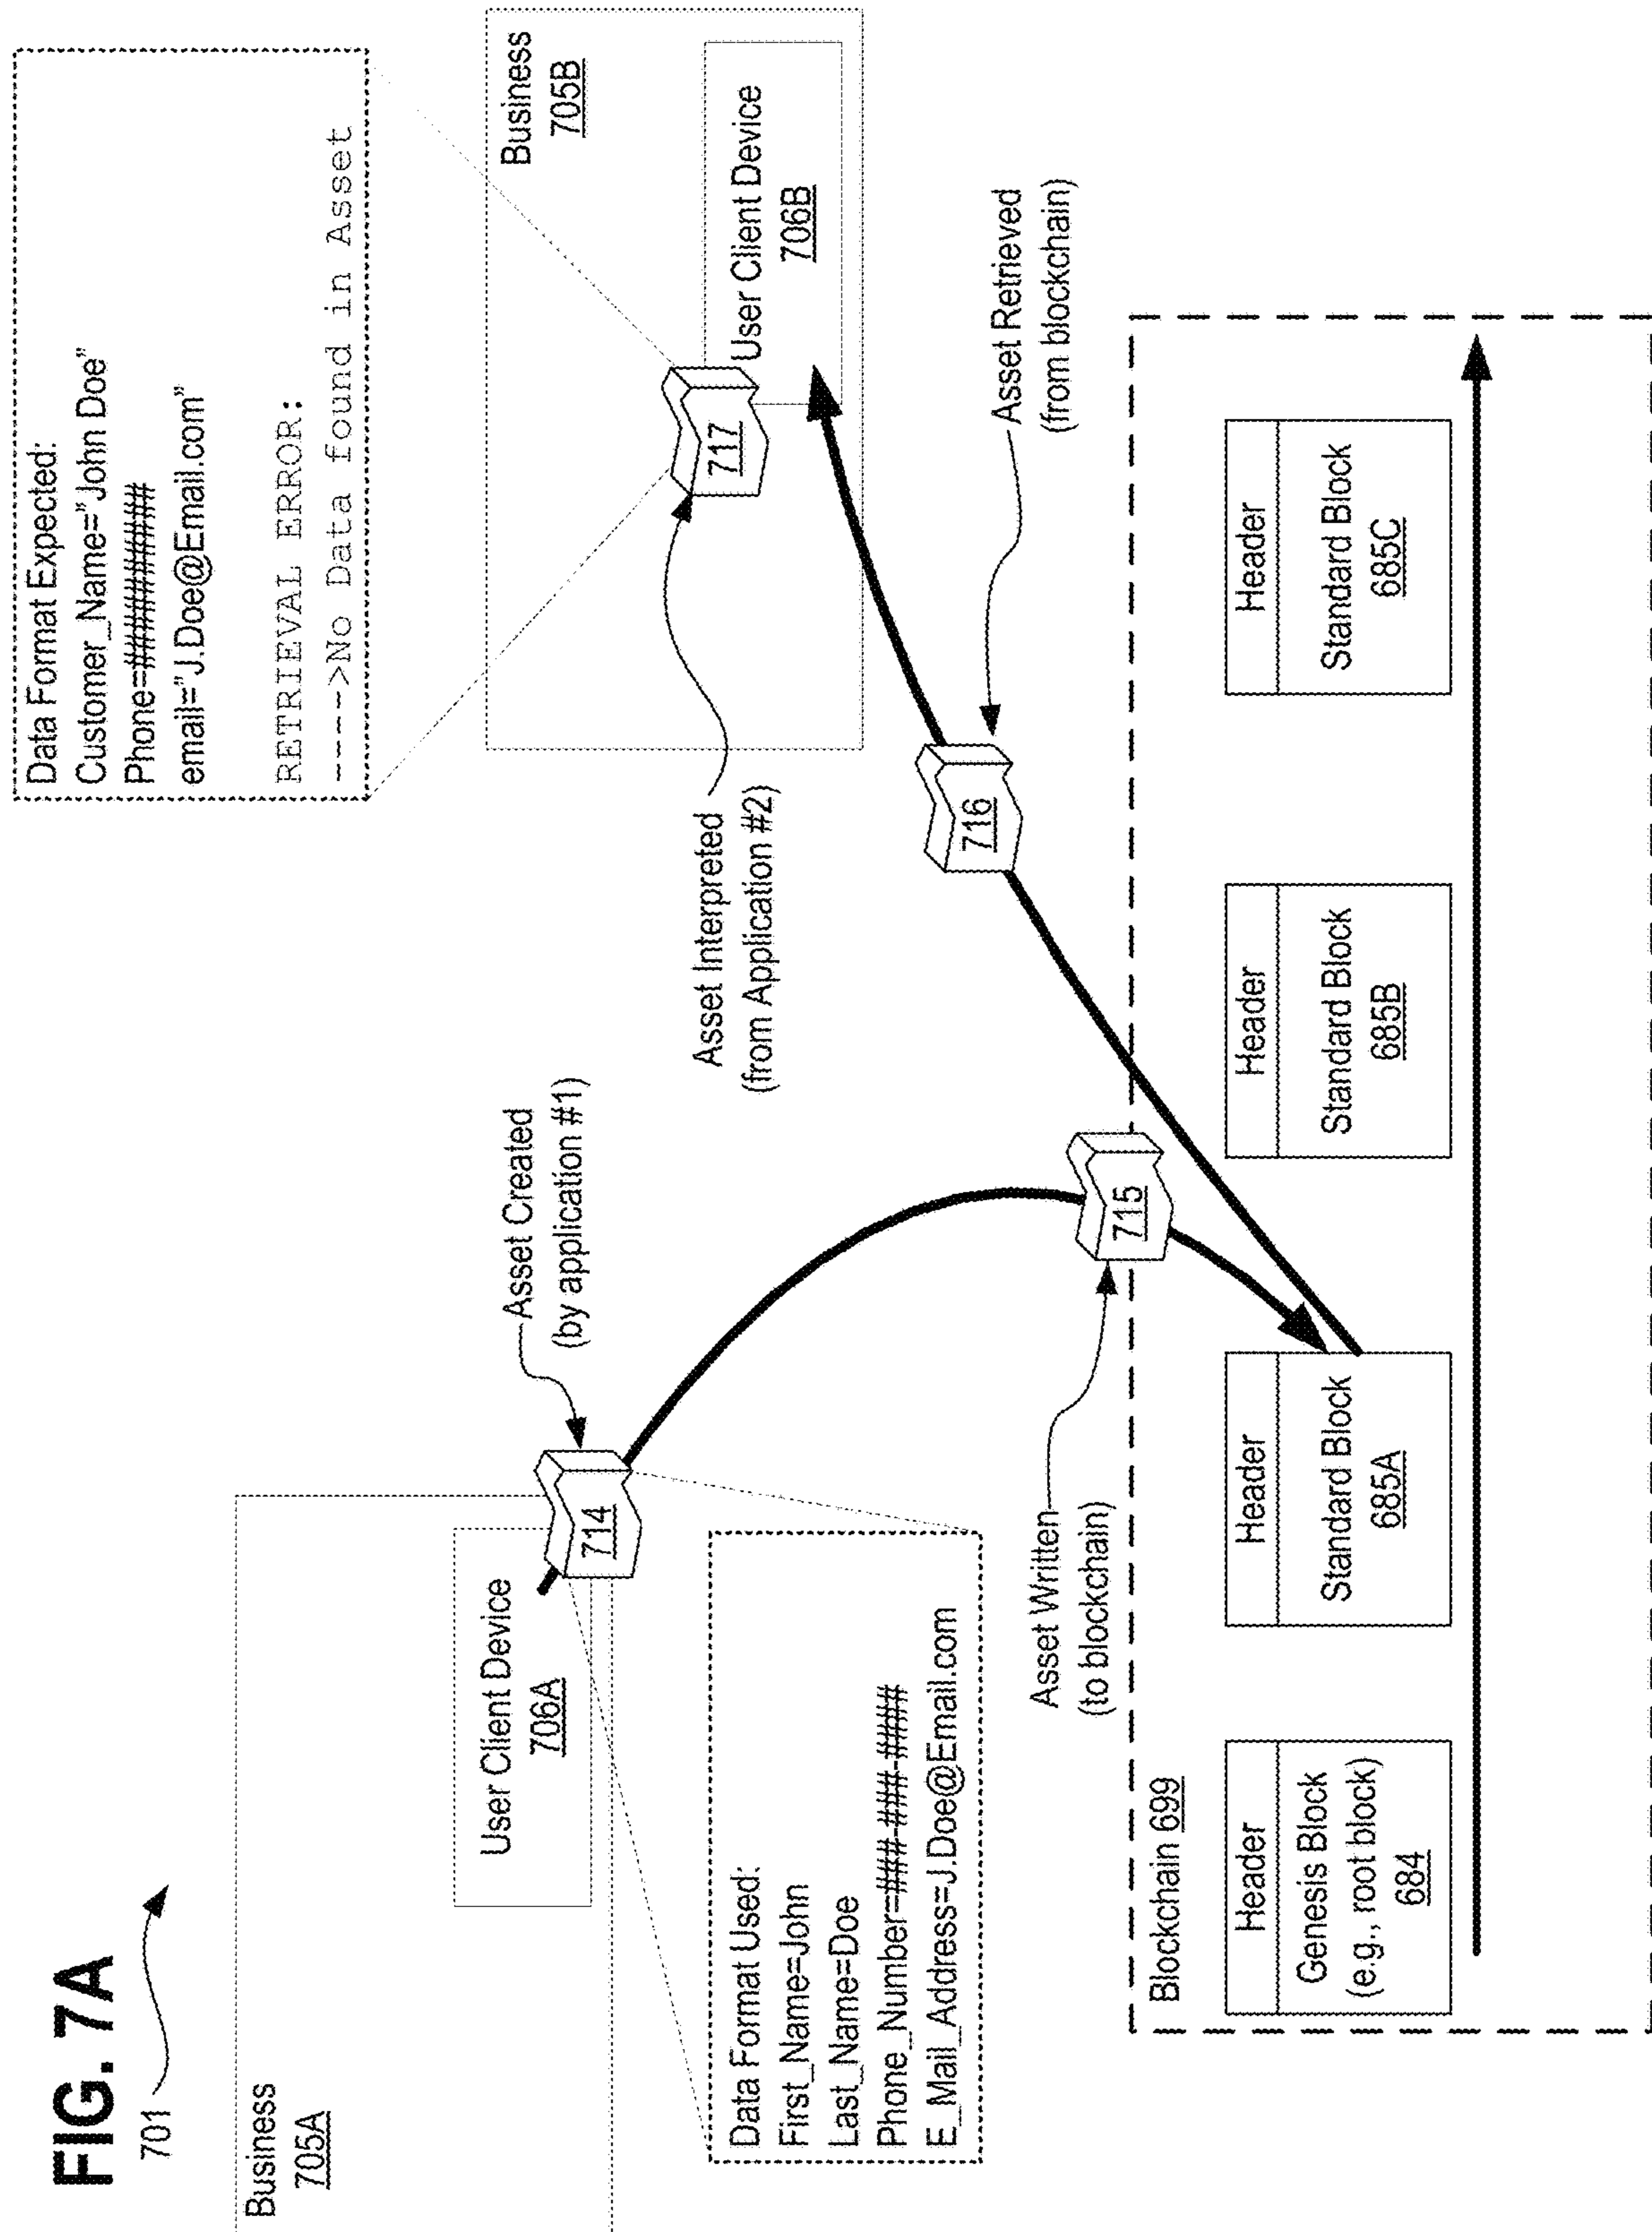 FIG. 7A
701
Business
705A
User Client Device
706A
714
Asset Created
(by application #1)
Data Format Used:
First_Name=John
Last_Name=Doe
Phone_Number=###-###-####
E_Mail_Address=J.Doe@Email.com
Data Format Expected:
Customer_Name="John Doe"
Phone=##########
email="J.Doe@Email.com"
RETRIEVAL ERROR:
---->No Data found in Asset
Business
705B
User Client Device
706B
717
Asset Interpreted
(from Application #2)
716
Asset Retrieved
(from blockchain)
715
Asset Written
(to blockchain)
Blockchain 699
Header
Genesis Block
(e.g., root block)
684
Header
Standard Block
685A
Header
Standard Block
685B
Header
Standard Block
685C